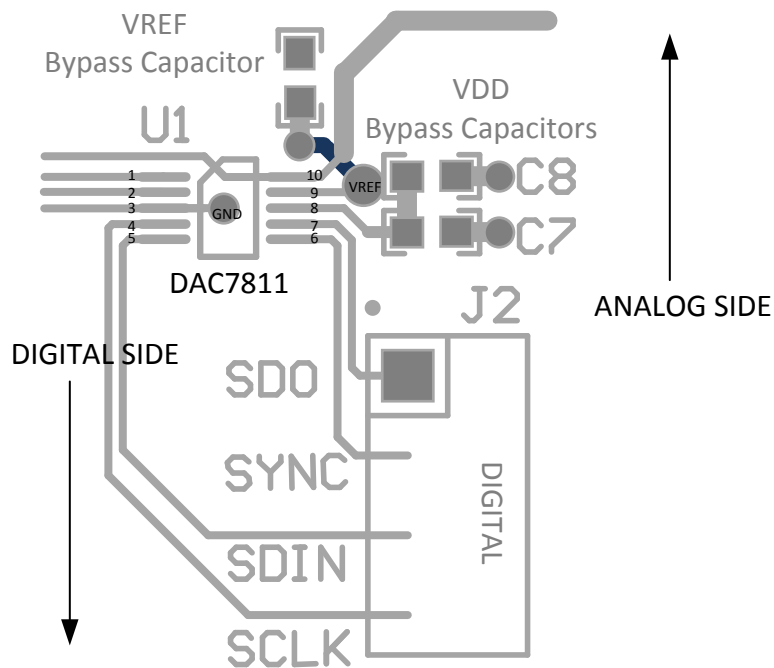 VREF
Bypass Capacitor
VDD
Bypass Capacitors
U1
1
2
3
4
5
10
9
8
7
6
GND
VREF
C8
C7
DAC7811
ANALOG SIDE
DIGITAL SIDE
J2
SDO
SYNC
SDIN
SCLK
DIGITAL